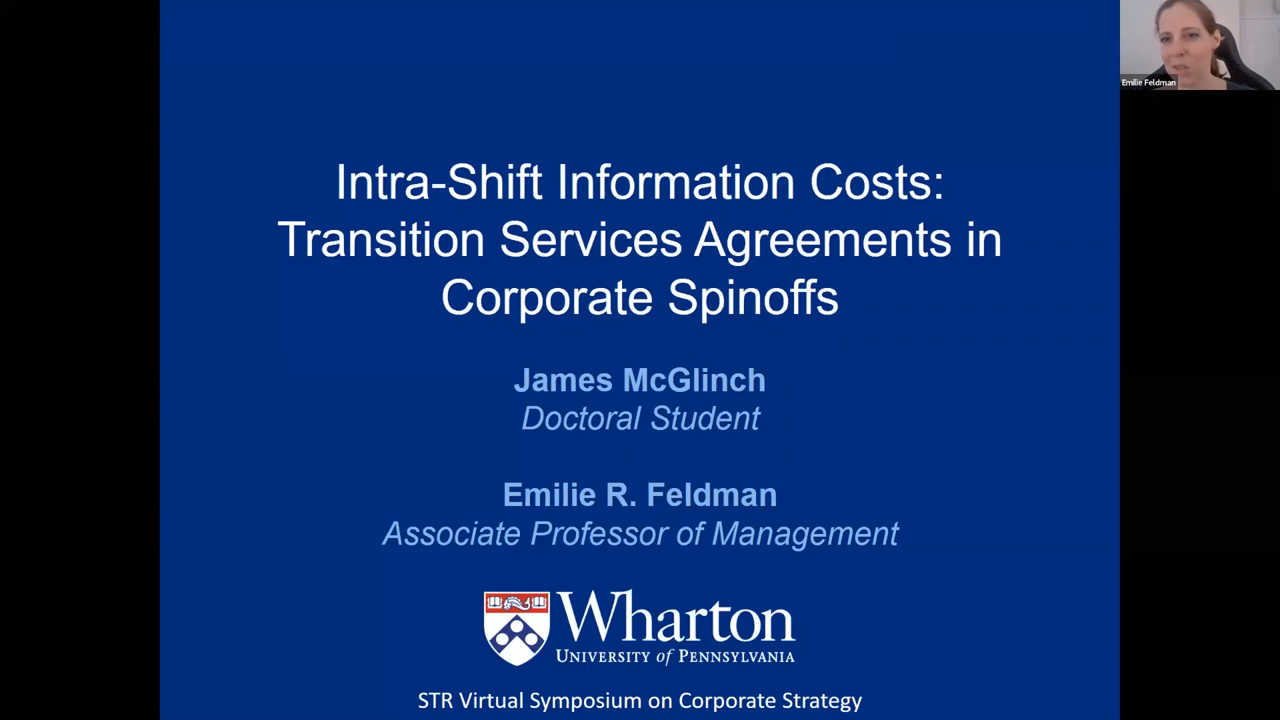 Emilie Feldman
Intra-Shift Information Costs:
Transition Services Agreements in
Corporate Spinoffs
James McGlinch
Doctoral Student
Emilie R. Feldman
Associate Professor of Management
Wharton
UNIVERSITY of PENNSYLVANIA
STR Virtual Symposium on Corporate Strategy